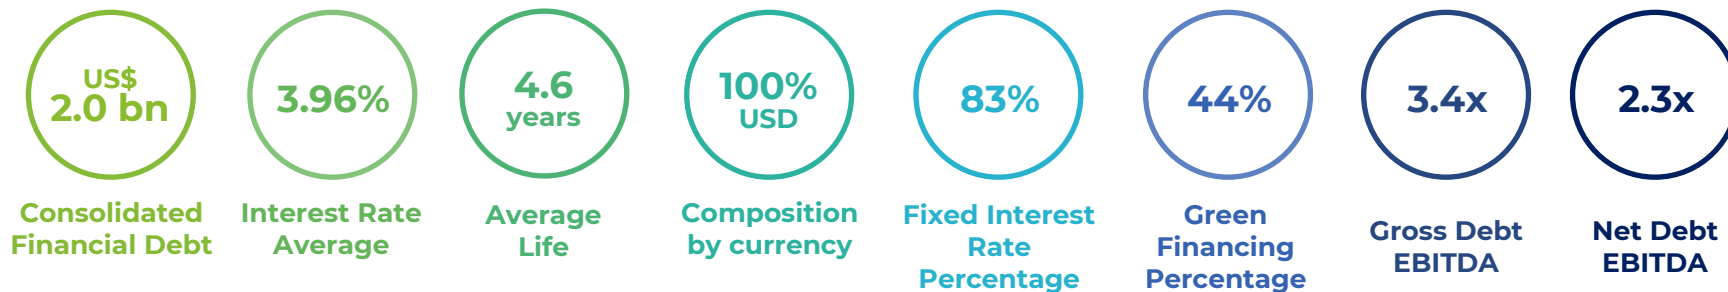 US$
2.0 bn
Consolidated
Financial Debt
3.96%
Interest Rate
Average
4.6
years
Average
Life
100%
USD
Composition
by currency
83%
Fixed Interest
Rate
Percentage
44%
Green
Financing
Percentage
3.4x
Gross Debt
EBITDA
2.3x
Net Debt
EBITDA